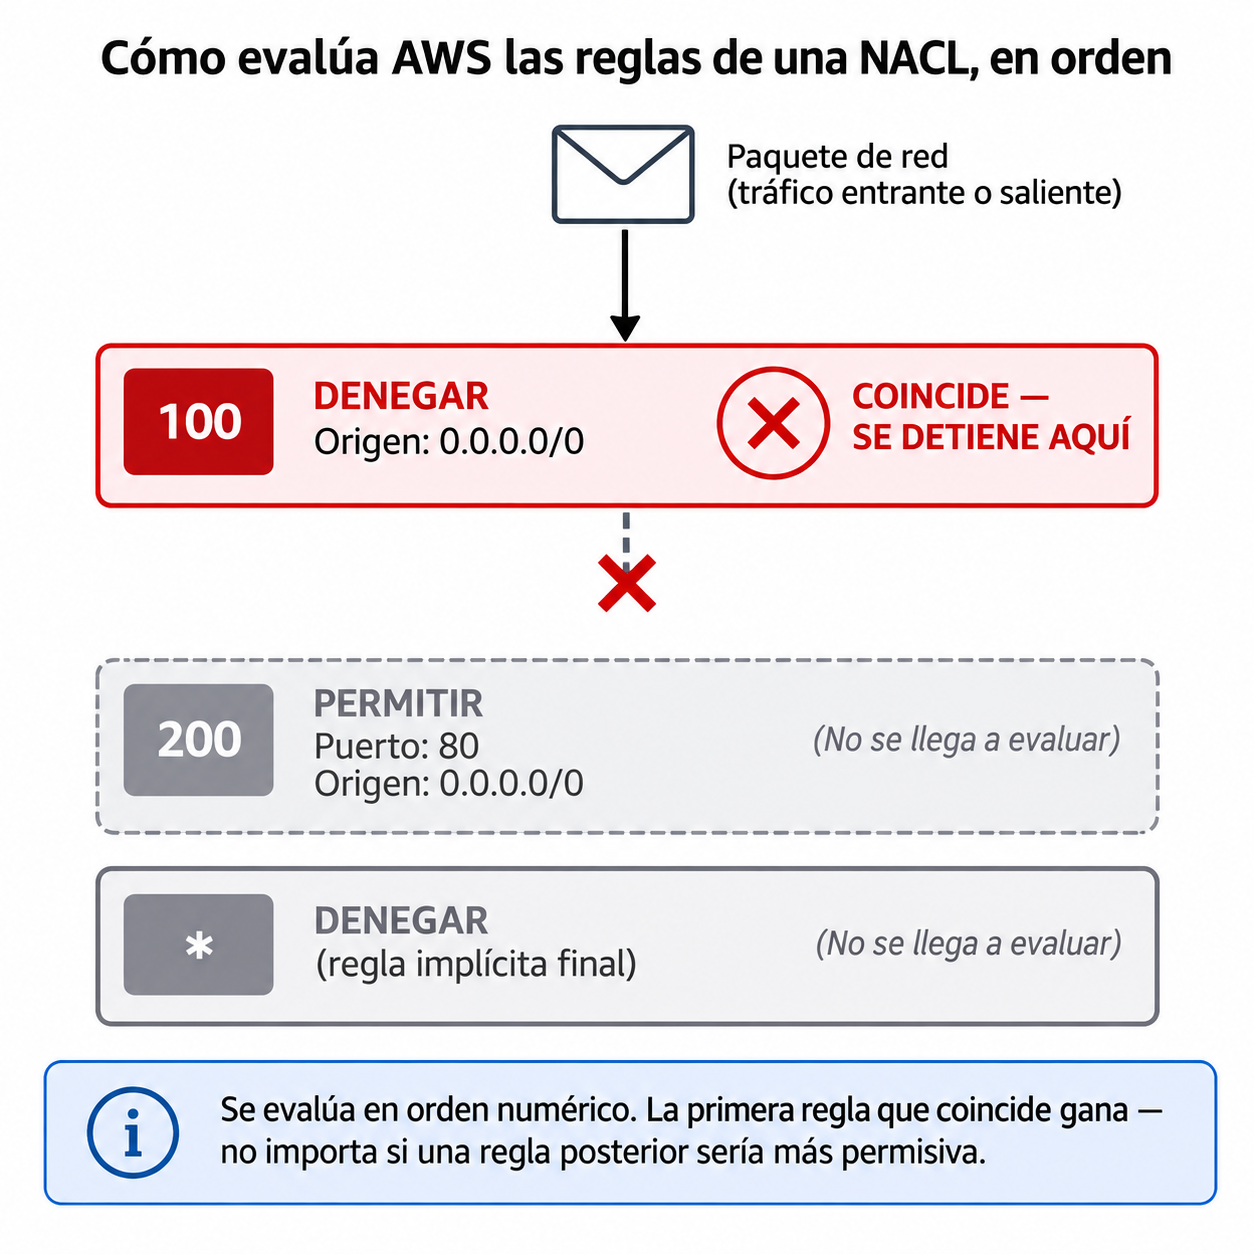 Cómo evalúa AWS las reglas de una NACL, en orden
Paquete de red
(tráfico entrante o saliente)
100
DENEGAR
Origen: 0.0.0.0/0
COINCIDE —
SE DETIENE AQUÍ
200
PERMITIR
Puerto: 80
Origen: 0.0.0.0/0
(No se llega a evaluar)
*
DENEGAR
(regla implícita final)
(No se llega a evaluar)
i
Se evalúa en orden numérico. La primera regla que coincide gana —
no importa si una regla posterior sería más permisiva.